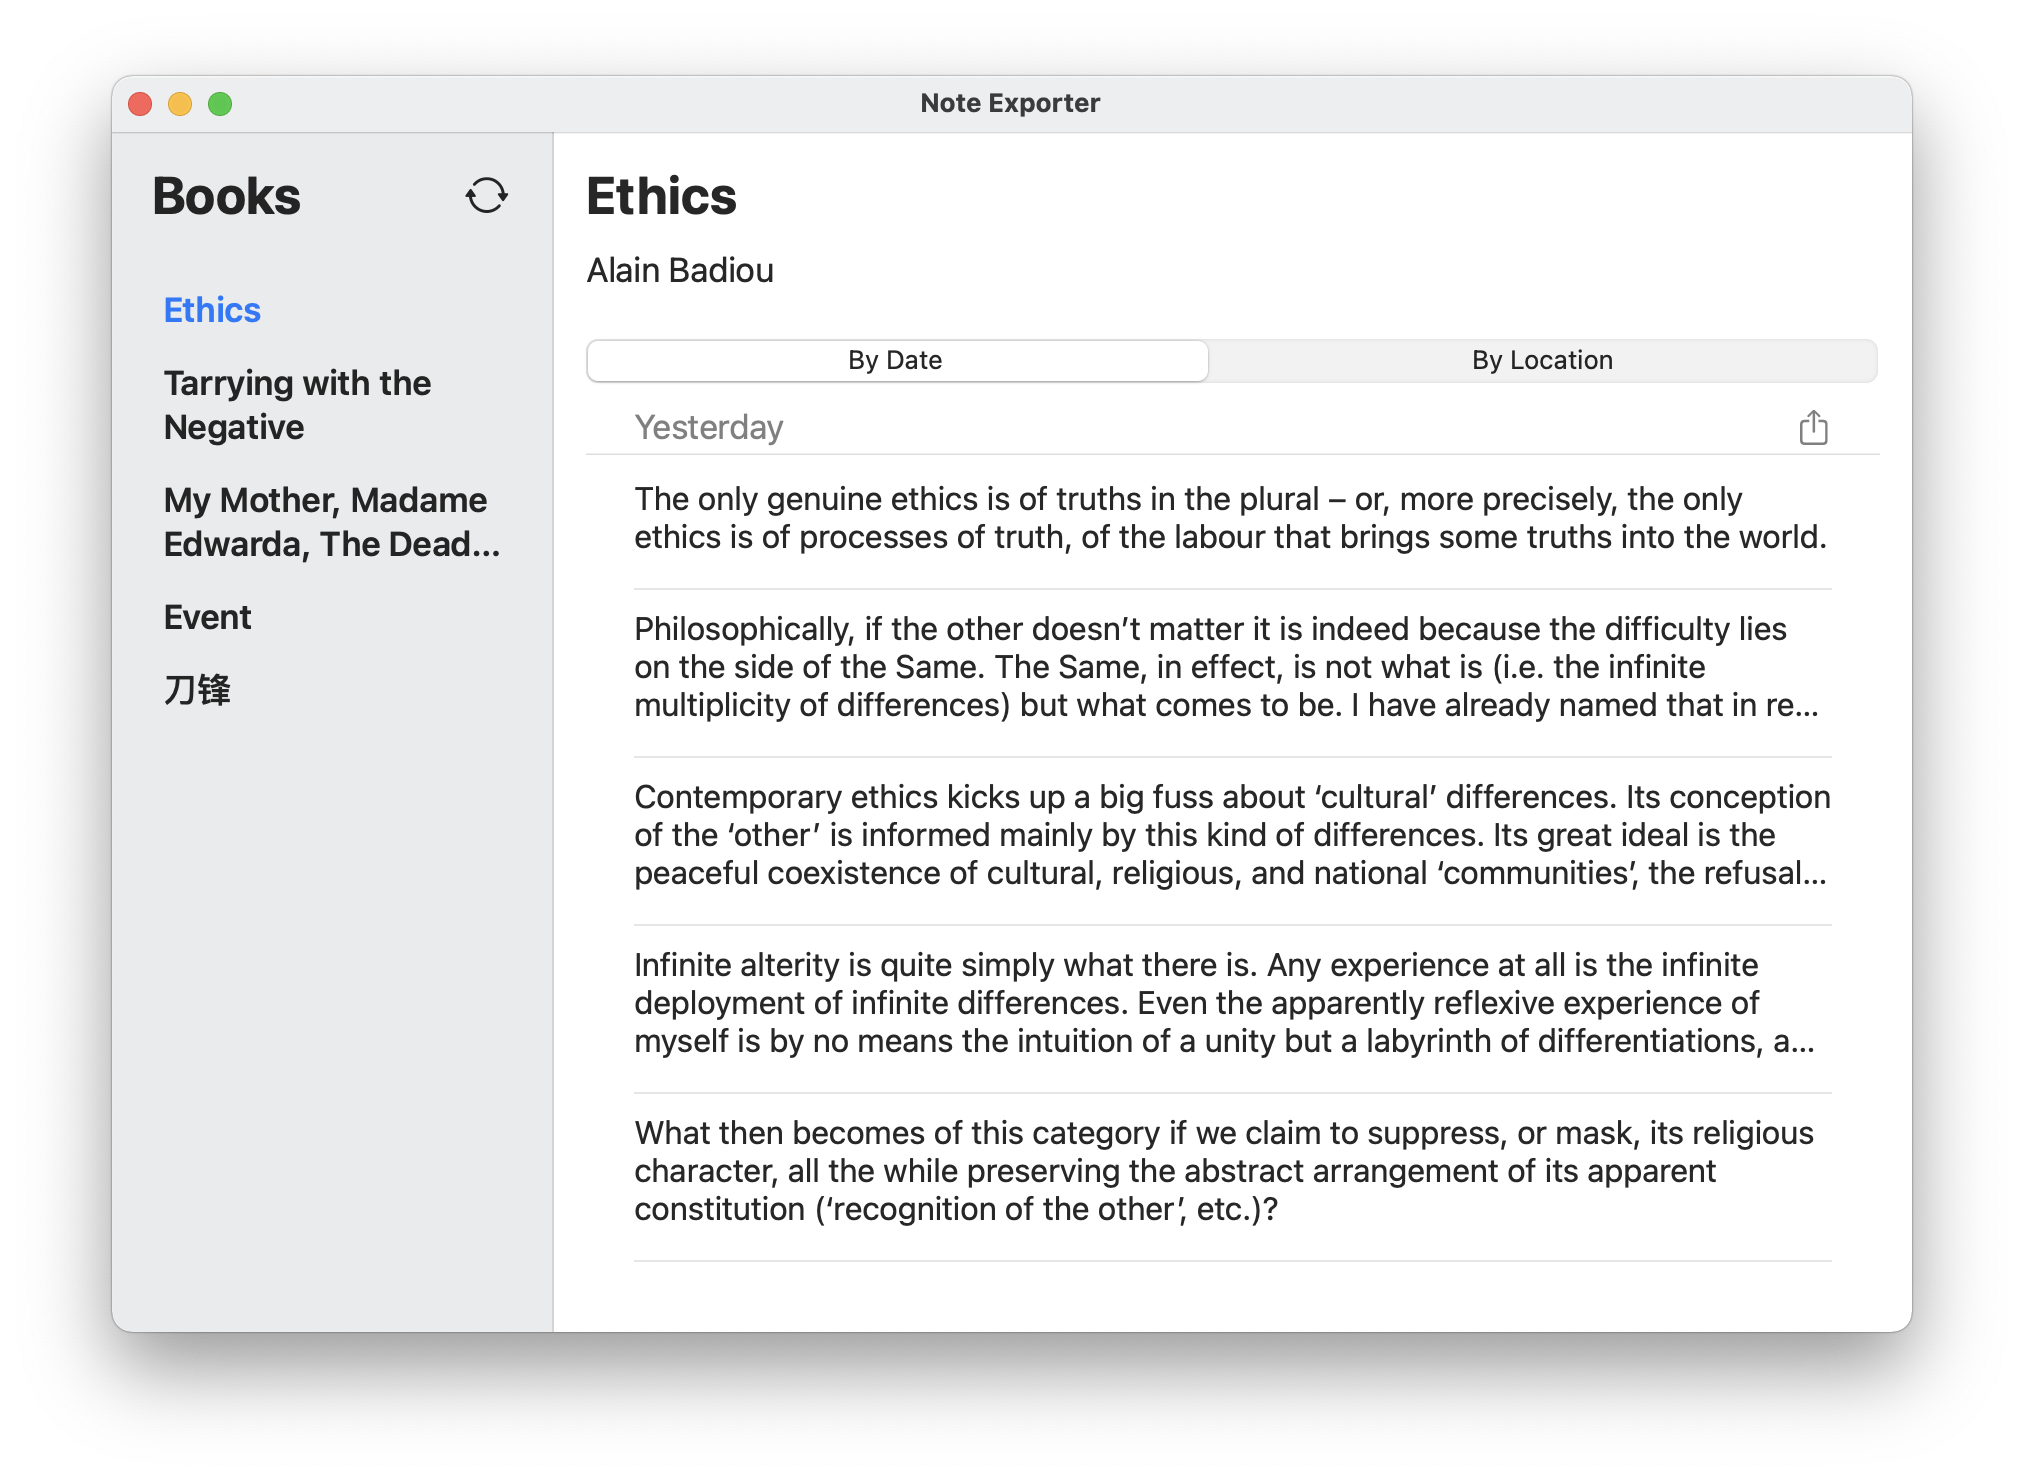 Note Exporter
Books
Ethics
Tarrying with the
Negative
My Mother, Madame
Edwarda, The Dead...
Event
刀锋
Ethics
Alain Badiou
By Date
By Location
Yesterday
The only genuine ethics is of truths in the plural – or, more precisely, the only
ethics is of processes of truth, of the labour that brings some truths into the world.
Philosophically, if the other doesn’t matter it is indeed because the difficulty lies
on the side of the Same. The Same, in effect, is not what is (i.e. the infinite
multiplicity of differences) but what comes to be. I have already named that in re...
Contemporary ethics kicks up a big fuss about ‘cultural’ differences. Its conception
of the ‘other’ is informed mainly by this kind of differences. Its great ideal is the
peaceful coexistence of cultural, religious, and national ‘communities’, the refusal...
Infinite alterity is quite simply what there is. Any experience at all is the infinite
deployment of infinite differences. Even the apparently reflexive experience of
myself is by no means the intuition of a unity but a labyrinth of differentiations, a...
What then becomes of this category if we claim to suppress, or mask, its religious
character, all the while preserving the abstract arrangement of its apparent
constitution (‘recognition of the other’, etc.)?